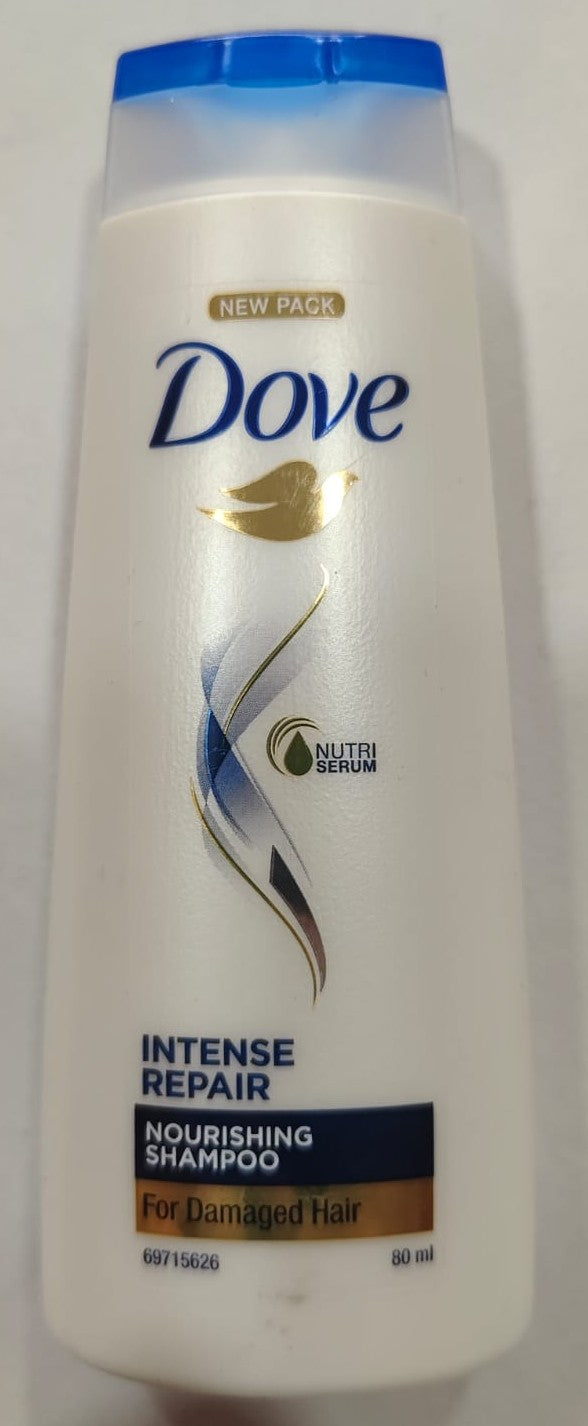 NEW PACK
Dove
NUTRI
SERUM
INTENSE
REPAIR
NOURISHING
SHAMPOO
For Damaged Hair
69715626 80 ml